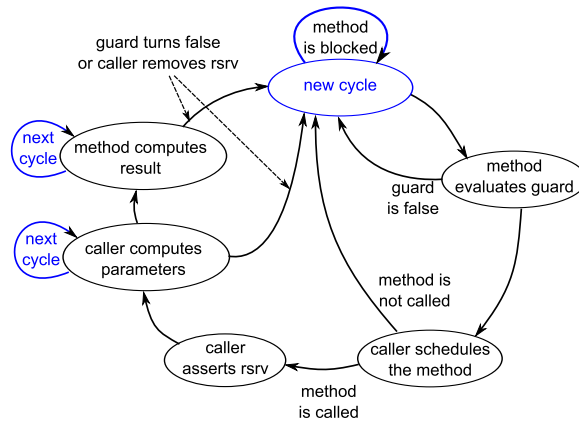 method
is blocked
guard turns false
or caller removes rsrv
new cycle
next
cycle
method computes
result
method
evaluates guard
guard
is false
next
cycle
caller computes
parameters
method is
not called
caller
asserts rsrv
caller schedules
the method
method
is called